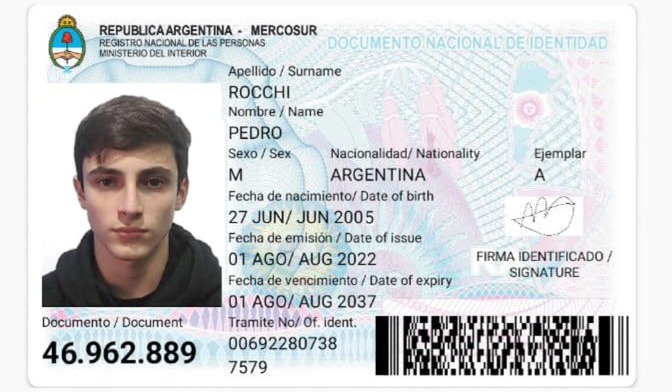 REPUBLICA ARGENTINA - MERCOSUR
REGISTRO NACIONAL DE LAS PERSONAS
MINISTERIO DEL INTERIOR
DOCUMENTO NACIONAL DE IDENTIDAD
Apellido / Surname
ROCCHI
Nombre / Name
PEDRO
Sexo / Sex Nacionalidad/ Nationality Ejemplar
M ARGENTINA A
Fecha de nacimiento/ Date of birth
27 JUN/ JUN 2005
Fecha de emisión / Date of issue
01 AGO/ AUG 2022
FIRMA IDENTIFICADO /
SIGNATURE
Fecha de vencimiento / Date of expiry
01 AGO/ AUG 2037
Documento / Document
46.962.889
Tramite No/ Of. ident.
00692280738
7579